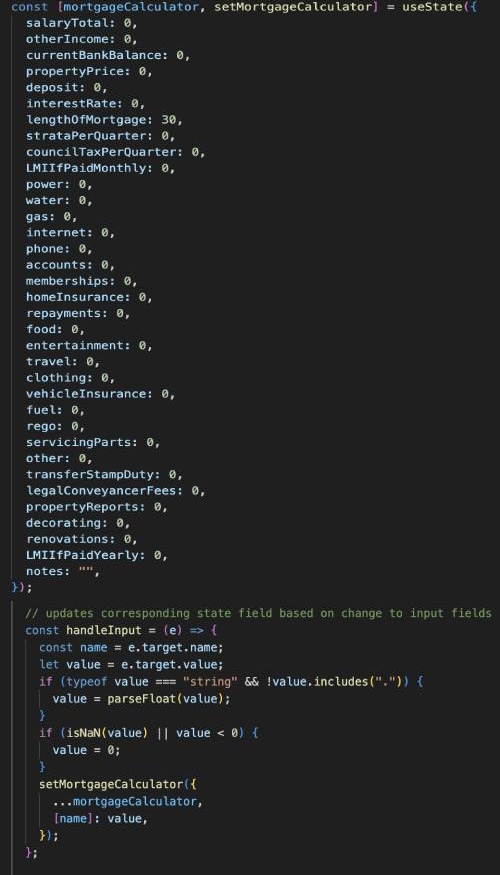 const [mortgageCalculator, setMortgageCalculator] = useState({
salaryTotal: 0,
otherIncome: 0,
currentBankBalance: 0,
propertyPrice: 0,
deposit: 0,
interestRate: 0,
lengthOfMortgage: 30,
strataPerQuarter: 0,
councilTaxPerQuarter: 0,
LMIIfPaidMonthly: 0,
power: 0,
water: 0,
gas: 0,
internet: 0,
phone: 0,
accounts: 0,
memberships: 0,
homeInsurance: 0,
repayments: 0,
food: 0,
entertainment: 0,
travel: 0,
clothing: 0,
vehicleInsurance: 0,
fuel: 0,
rego: 0,
servicingParts: 0,
other: 0,
transferStampDuty: 0,
legalConveyancerFees: 0,
propertyReports: 0,
decorating: 0,
renovations: 0,
LMIIfPaidYearly: 0,
notes: "",
});
// updates corresponding state field based on change to input fields
const handleInput = (e) => {
const name = e.target.name;
let value = e.target.value;
if (typeof value === "string" && !value.includes(".")) {
value = parseFloat(value);
}
if (isNaN(value) || value < 0) {
value = 0;
}
setMortgageCalculator({
...mortgageCalculator,
[name]: value,
});
};